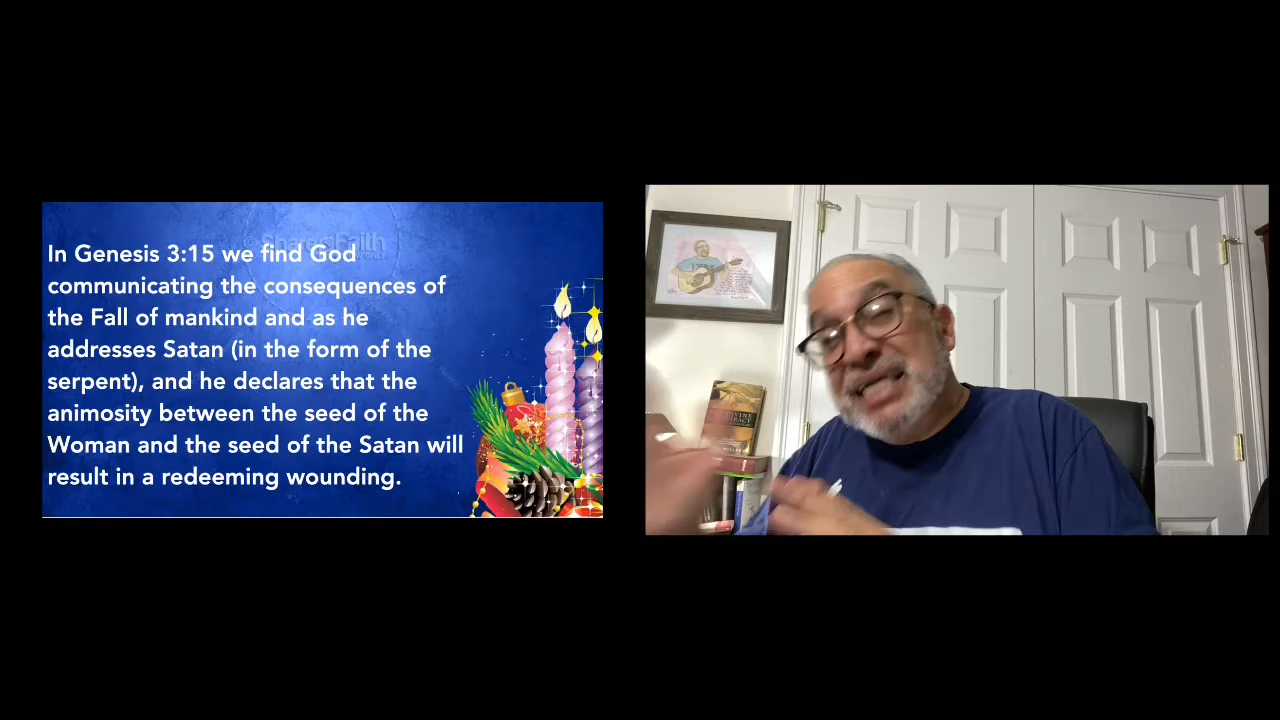 SharedFaith
In Genesis 3:15 we find God
communicating the consequences of
the Fall of mankind and as he
addresses Satan (in the form of the
serpent), and he declares that the
animosity between the seed of the
Woman and the seed of the Satan will
result in a redeeming wounding.